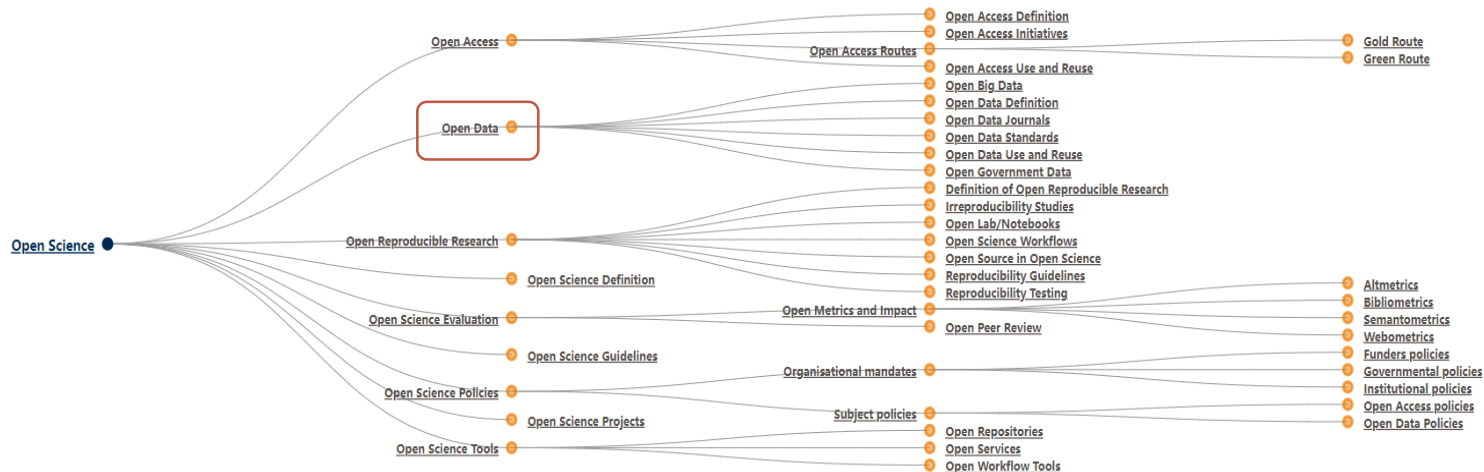 Open Science
Open Access
Open Access Definition
Open Access Initiatives
Open Access Routes
Gold Route
Green Route
Open Access Use and Reuse
Open Data
Open Big Data
Open Data Definition
Open Data Journals
Open Data Standards
Open Data Use and Reuse
Open Government Data
Open Reproducible Research
Definition of Open Reproducible Research
Irreproducibility Studies
Open Lab/Notebooks
Open Science Workflows
Open Source in Open Science
Reproducibility Guidelines
Reproducibility Testing
Open Science Definition
Open Science Evaluation
Open Metrics and Impact
Altmetrics
Bibliometrics
Semantometrics
Webometrics
Open Peer Review
Open Science Guidelines
Open Science Policies
Organisational mandates
Funders policies
Governmental policies
Institutional policies
Subject policies
Open Access policies
Open Data Policies
Open Science Projects
Open Science Tools
Open Repositories
Open Services
Open Workflow Tools